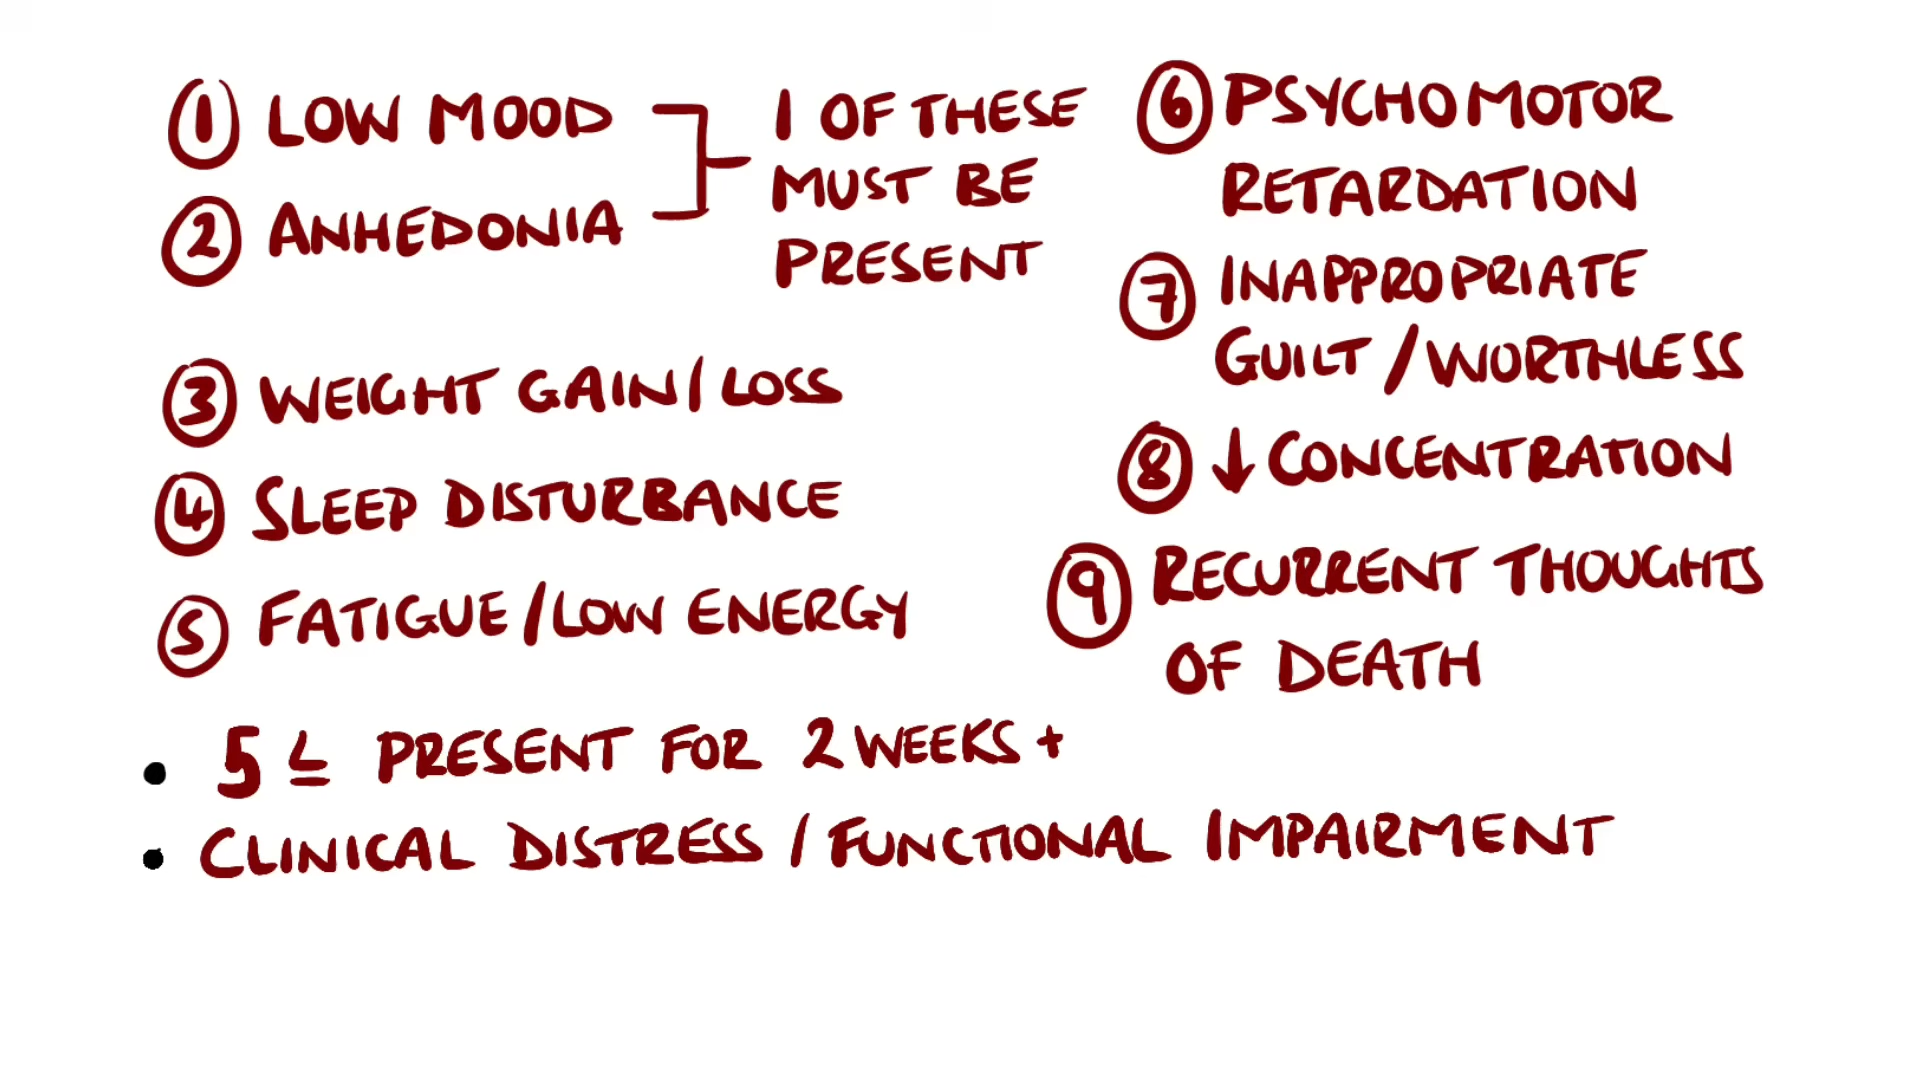 ① LOW MOOD
② ANHEDONIA
1 OF THESE
MUST BE
PRESENT
③ WEIGHT GAIN/LOSS
④ SLEEP DISTURBANCE
⑤ FATIGUE/LOW ENERGY
⑥ PSYCHOMOTOR
RETARDATION
⑦ INAPPROPRIATE
GUILT/WORTHLESS
⑧ ↓ CONCENTRATION
⑨ RECURRENT THOUGHTS
OF DEATH
• 5 ≤ PRESENT FOR 2 WEEKS +
• CLINICAL DISTRESS / FUNCTIONAL IMPAIRMENT